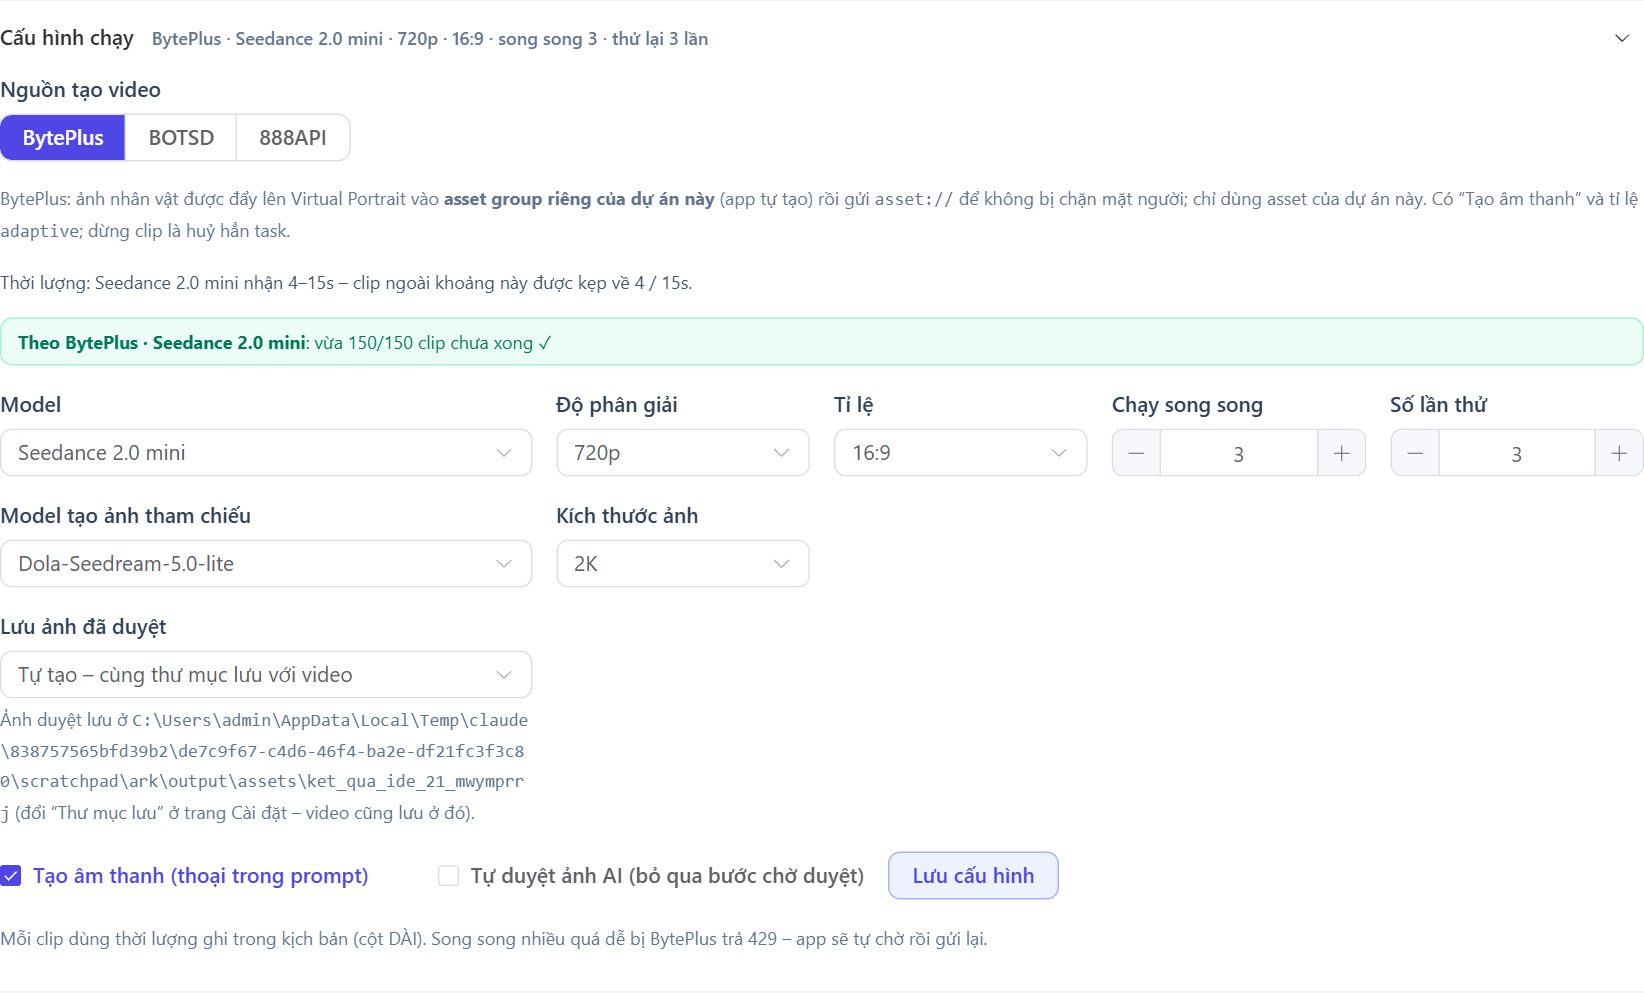 Cấu hình chạy BytePlus · Seedance 2.0 mini · 720p · 16:9 · song song 3 · thử lại 3 lần
Nguồn tạo video
BytePlus BOTSD 888API
BytePlus: ảnh nhân vật được đẩy lên Virtual Portrait vào asset group riêng của dự án này (app tự tạo) rồi gửi asset:// để không bị chặn mặt người; chỉ dùng asset của dự án này. Có “Tạo âm thanh” và tỉ lệ
adaptive; dừng clip là huỷ hẳn task.
Thời lượng: Seedance 2.0 mini nhận 4–15s – clip ngoài khoảng này được kẹp về 4 / 15s.
Theo BytePlus · Seedance 2.0 mini: vừa 150/150 clip chưa xong ✓
Model Độ phân giải Tỉ lệ Chạy song song Số lần thử
Seedance 2.0 mini 720p 16:9 — 3 + — 3 +
Model tạo ảnh tham chiếu Kích thước ảnh
Dola-Seedream-5.0-lite 2K
Lưu ảnh đã duyệt
Tự tạo – cùng thư mục lưu với video
Ảnh duyệt lưu ở C:\Users\admin\AppData\Local\Temp\claude
\838757565bfd39b2\de7c9f67-c4d6-46f4-ba2e-df21fc3f3c8
0\scratchpad\ark\output\assets\ket_qua_ide_21_mwymprr
j (đổi “Thư mục lưu” ở trang Cài đặt – video cũng lưu ở đó).
Tạo âm thanh (thoại trong prompt) Tự duyệt ảnh AI (bỏ qua bước chờ duyệt) Lưu cấu hình
Mỗi clip dùng thời lượng ghi trong kịch bản (cột DÀI). Song song nhiều quá dễ bị BytePlus trả 429 – app sẽ tự chờ rồi gửi lại.